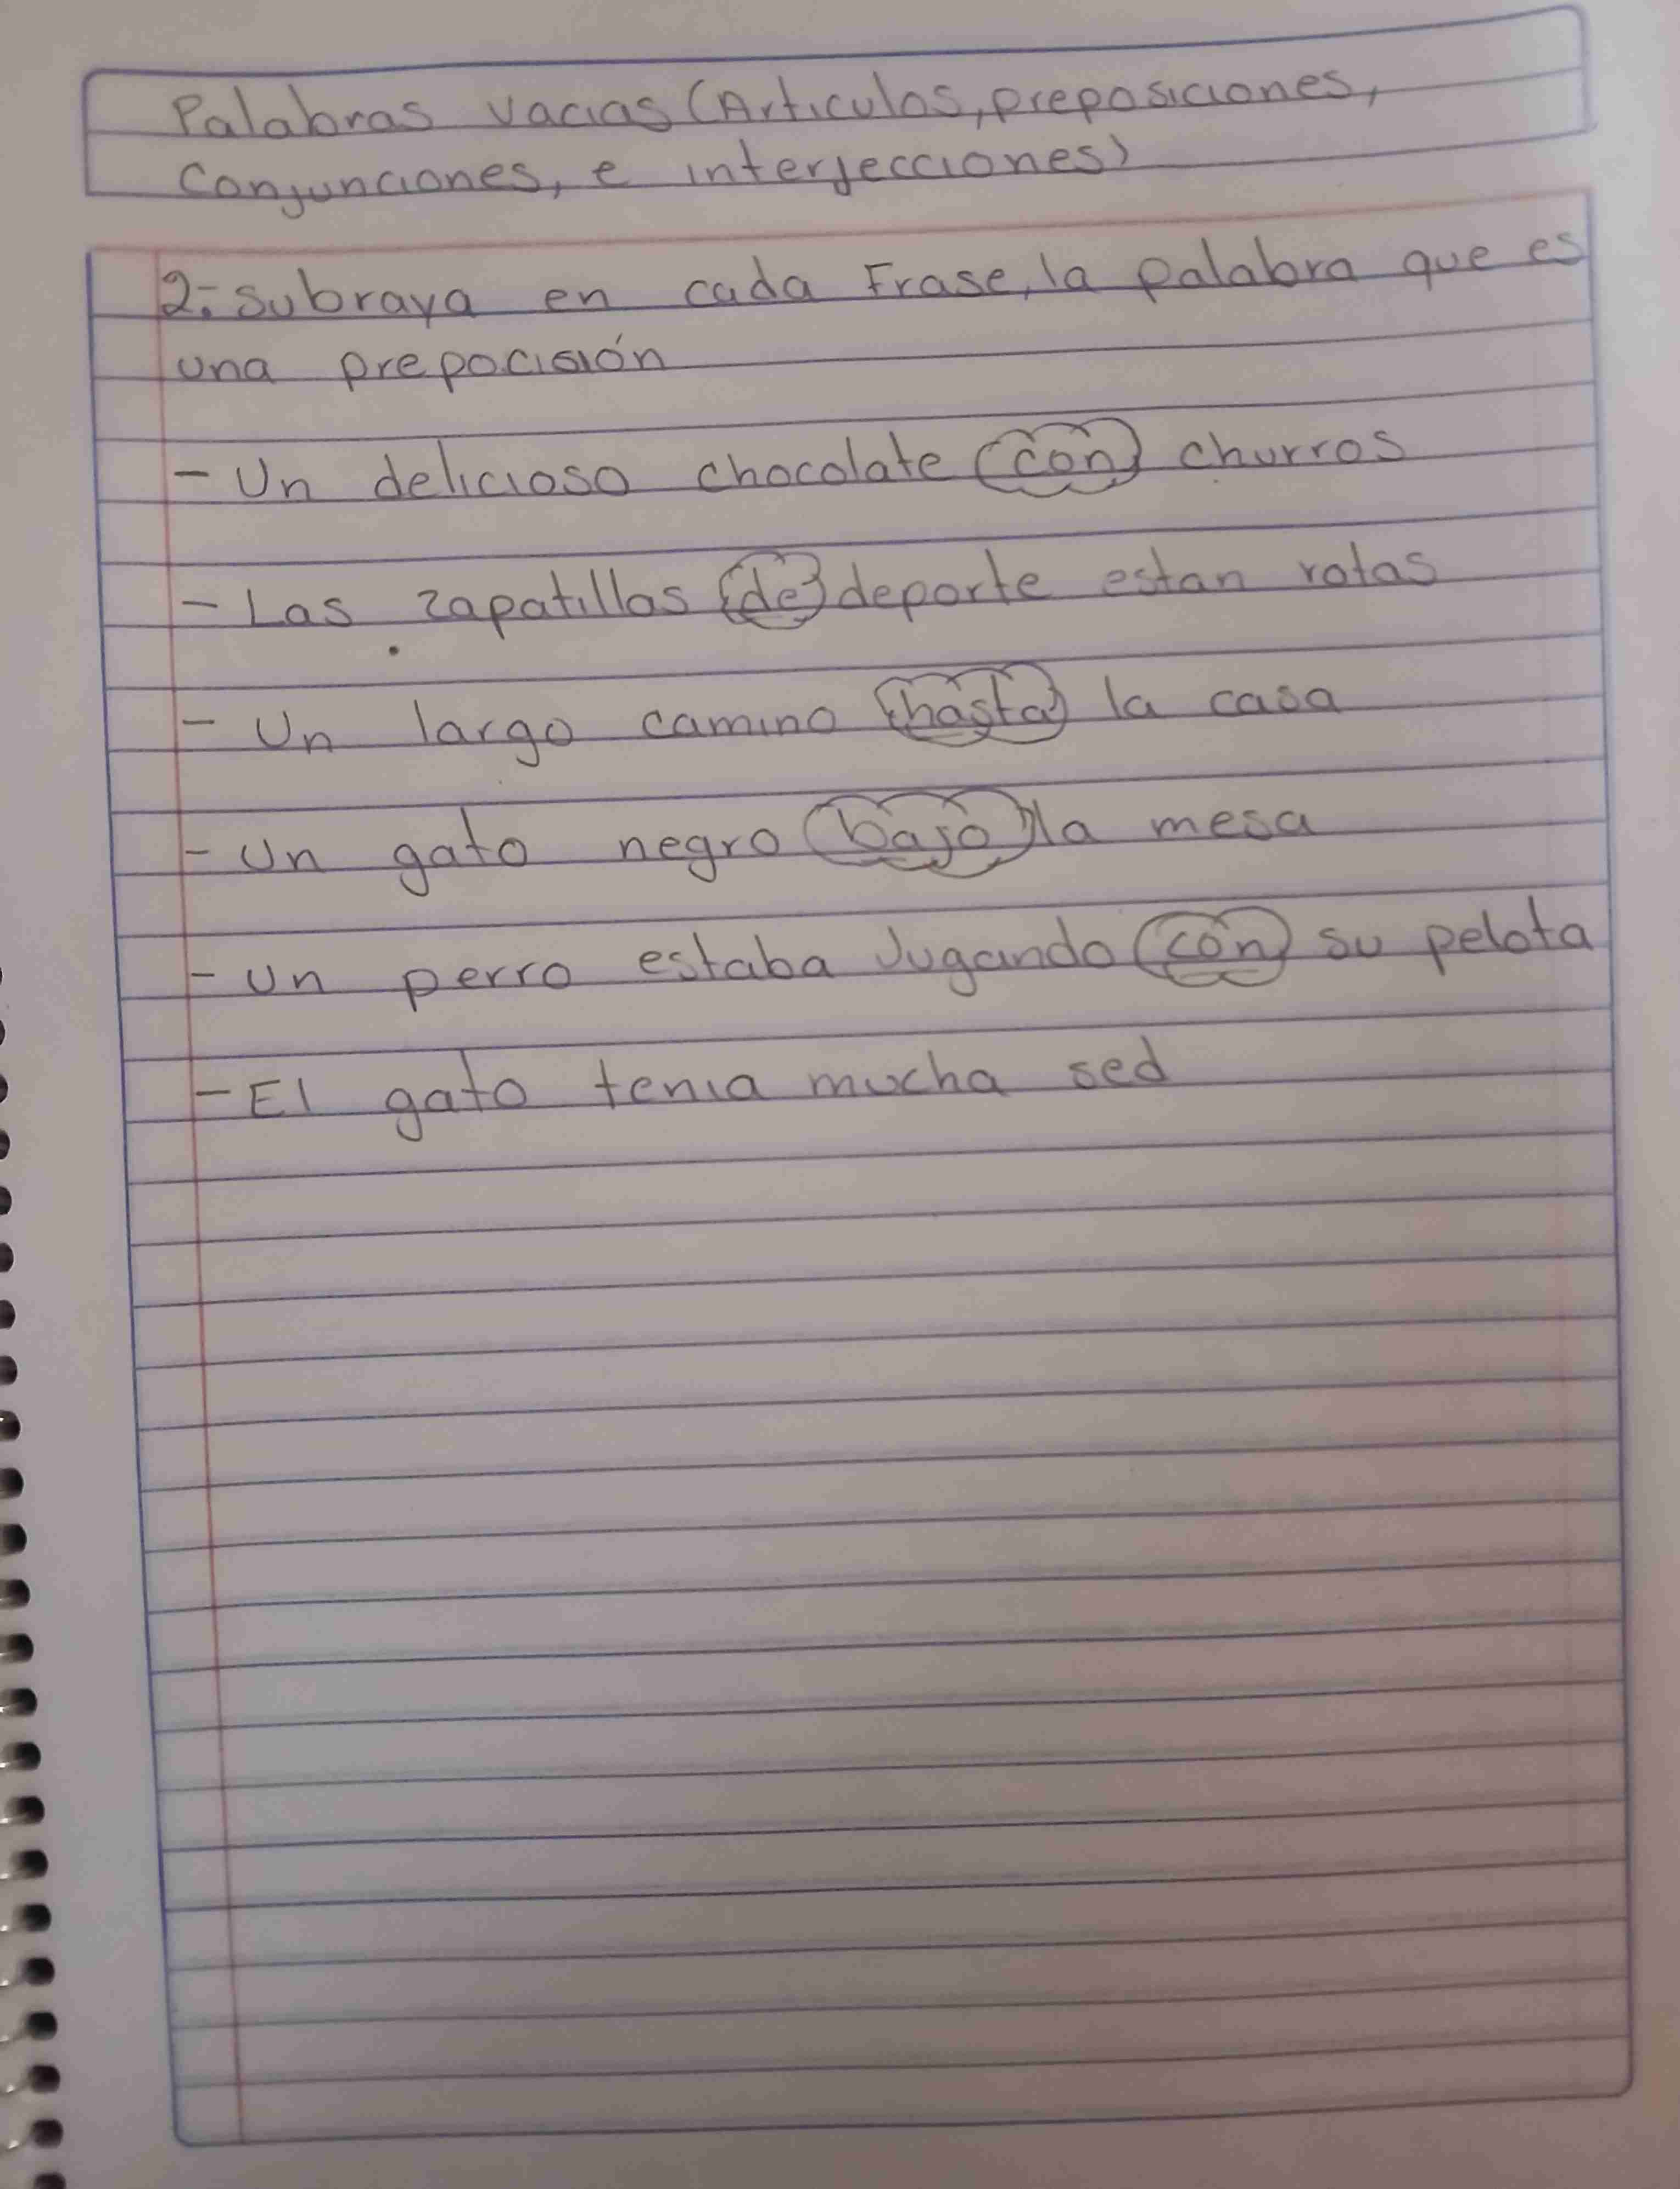 Palabras vacias (Articulos, preposiciones,
Conjunciones, e interjecciones)
2.- subraya en cada Frase, la palabra que es
una prepocisión
- Un delicioso chocolate con churros
- Las zapatillas de deporte estan rotas
- Un largo camino hasta la casa
- Un gato negro bajo la mesa
- Un perro estaba Jugando con su pelota
- El gato tenia mucha sed